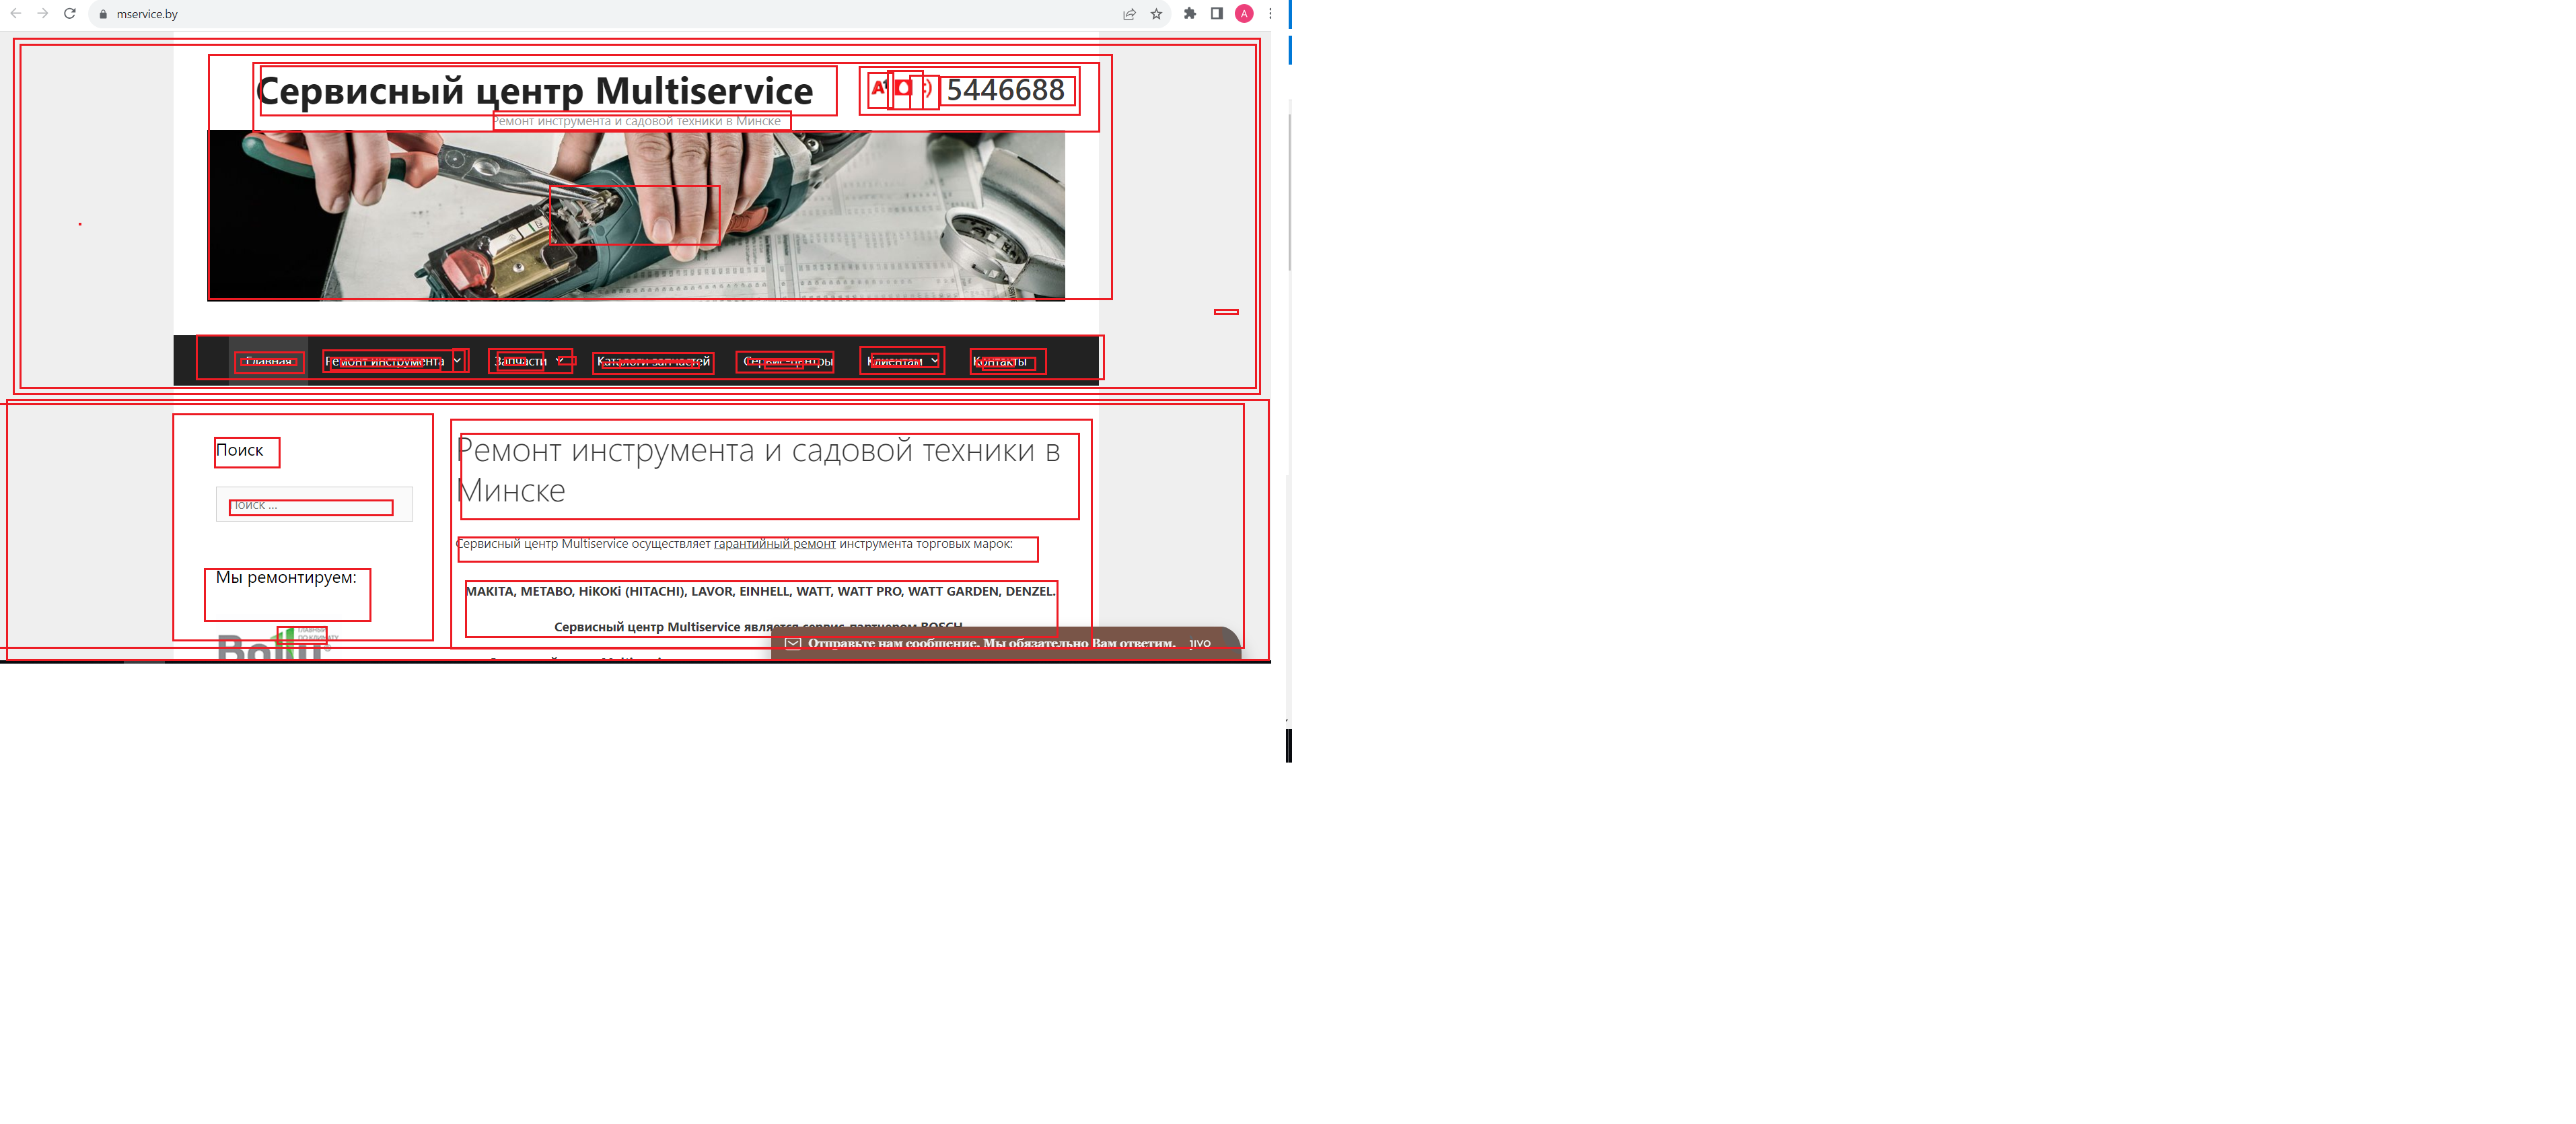 mservice.by
A
Сервисный центр Multiservice
A1
5446688
Ремонт инструмента и садовой техники в Минске
Главная
Ремонт инструмента
Запчасти
Каталоги запчастей
Сервис-центры
Клиентам
Контакты
Поиск
Поиск ...
Мы ремонтируем:
Ремонт инструмента и садовой техники в
Минске
Сервисный центр Multiservice осуществляет гарантийный ремонт инструмента торговых марок:
MAKITA, METABO, HiKOKi (HITACHI), LAVOR, EINHELL, WATT, WATT PRO, WATT GARDEN, DENZEL.
Сервисный центр Multiservice является сервис-партнером BOSCH
Отправьте нам сообщение. Мы обязательно Вам ответим.
jivo